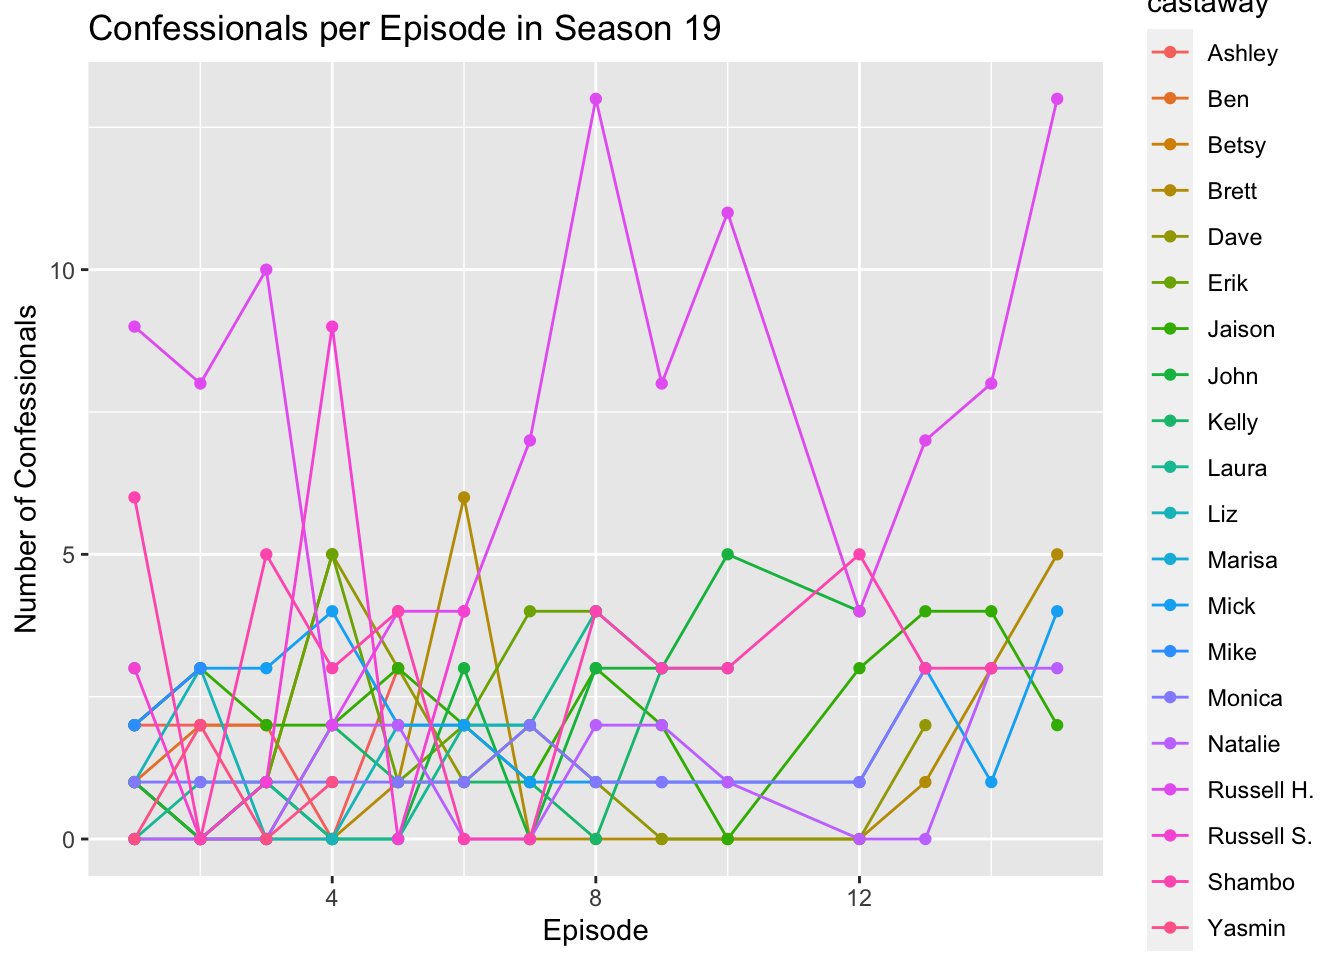 Confessionals per Episode in Season 19
castaway
Ashley
Ben
Betsy
Brett
Dave
Erik
Jaison
John
Kelly
Laura
Liz
Marisa
Mick
Mike
Monica
Natalie
Russell H.
Russell S.
Shambo
Yasmin
Number of Confessionals
10
5
0
4
8
12
Episode